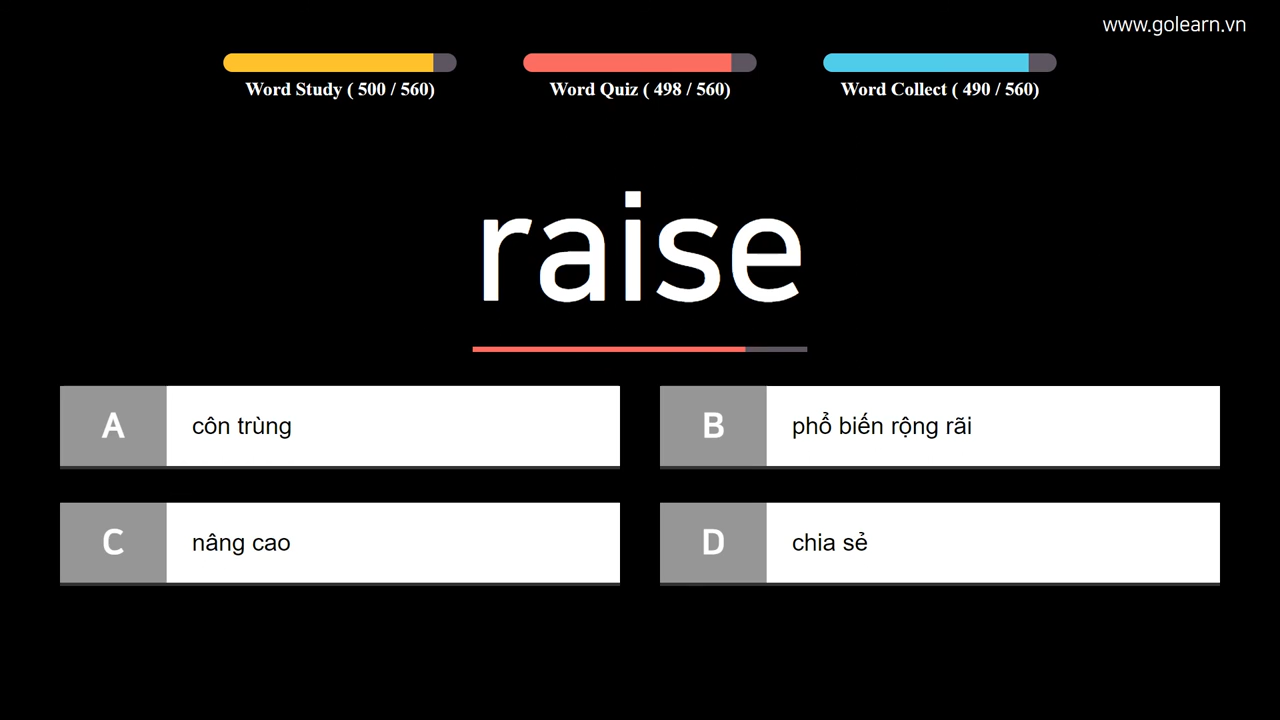 www.golearn.vn
Word Study ( 500 / 560)
Word Quiz ( 498 / 560)
Word Collect ( 490 / 560)
raise
A côn trùng
B phổ biến rộng rãi
C nâng cao
D chia sẻ